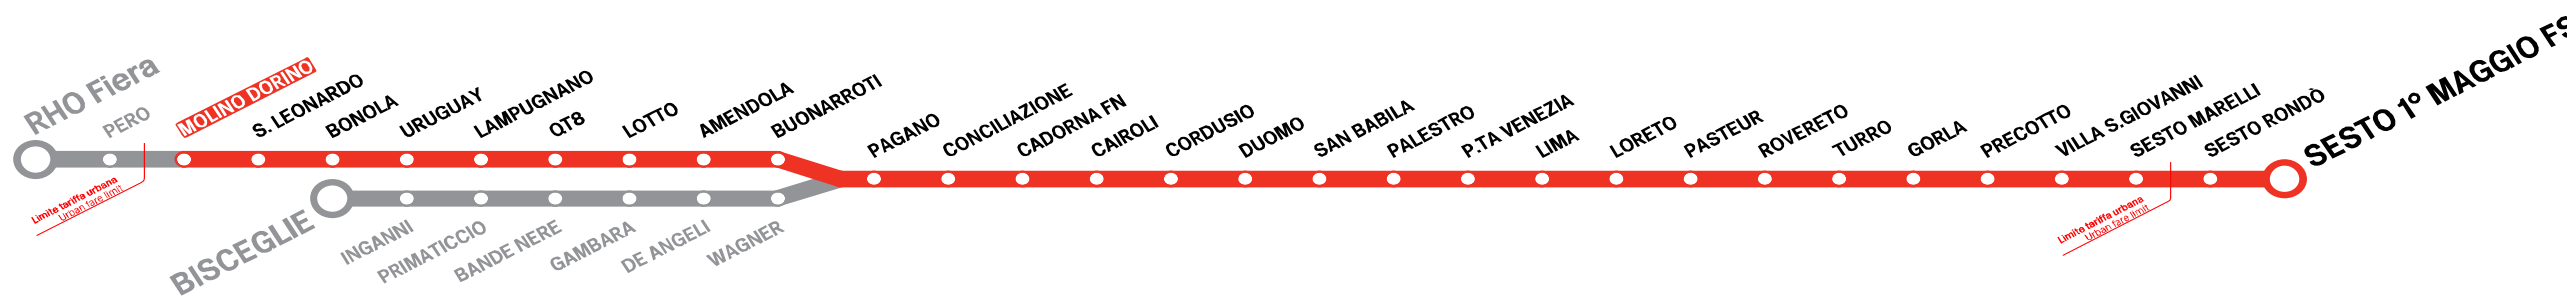 RHO Fiera
PERO
MOLINO DORINO
S. LEONARDO
BONOLA
URUGUAY
LAMPUGNANO
QT8
LOTTO
AMENDOLA
BUONARROTI
PAGANO
CONCILIAZIONE
CADORNA FN
CAIROLI
CORDUSIO
DUOMO
SAN BABILA
PALESTRO
P.TA VENEZIA
LIMA
LORETO
PASTEUR
ROVERETO
TURRO
GORLA
PRECOTTO
VILLA S.GIOVANNI
SESTO MARELLI
SESTO RONDÒ
SESTO 1° MAGGIO FS
Limite tariffa urbana
Urban fare limit
BISCEGLIE
INGANNI
PRIMATICCIO
BANDE NERE
GAMBARA
DE ANGELI
WAGNER
Limite tariffa urbana
Urban fare limit